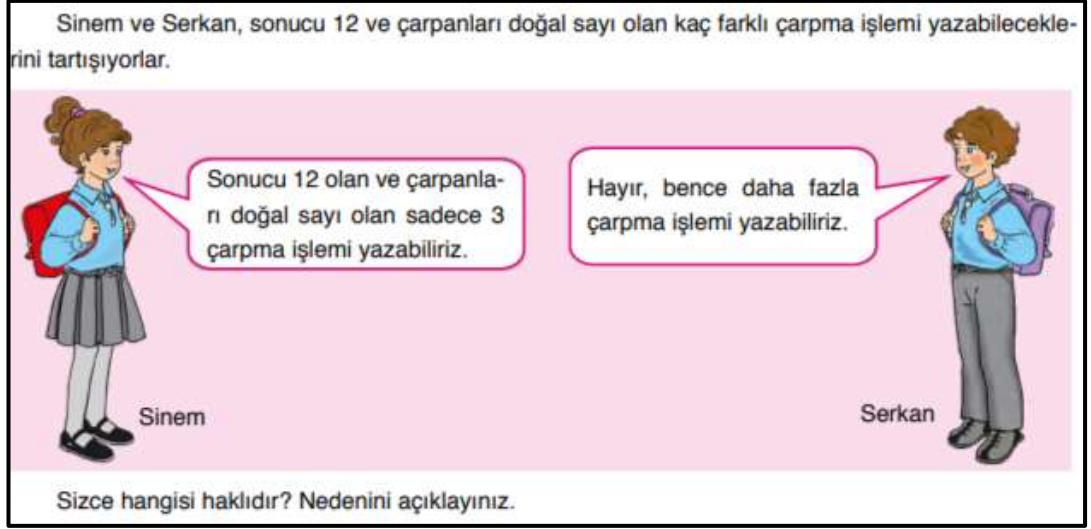 Sinem ve Serkan, sonucu 12 ve çarpanları doğal sayı olan kaç farklı çarpma işlemi yazabilecekle-
rini tartışıyorlar.
Sonucu 12 olan ve çarpanla-
rı doğal sayı olan sadece 3
çarpma işlemi yazabiliriz.
Hayır, bence daha fazla
çarpma işlemi yazabiliriz.
Sinem
Serkan
Sizce hangisi haklıdır? Nedenini açıklayınız.